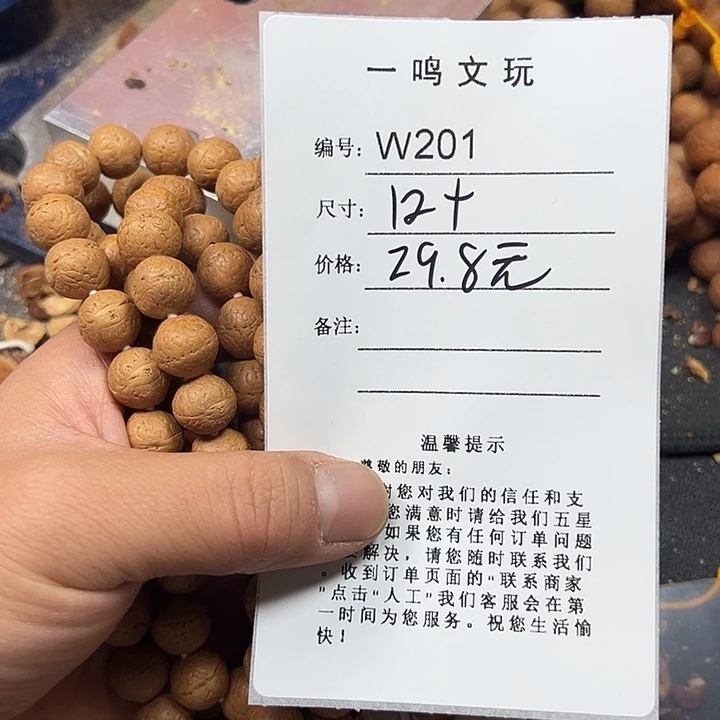 一鸣文玩
编号: W201
尺寸: 12+
价格: 29.8元
备注:
温馨提示
尊敬的朋友:
您对我们的信任和支
您满意时请给我们五星
如果您有任何订单问题
解决，请您随时联系我们
。收到订单页面的“联系商家
”点击“人工”我们客服会在第
一时间为您服务。祝您生活愉
快!